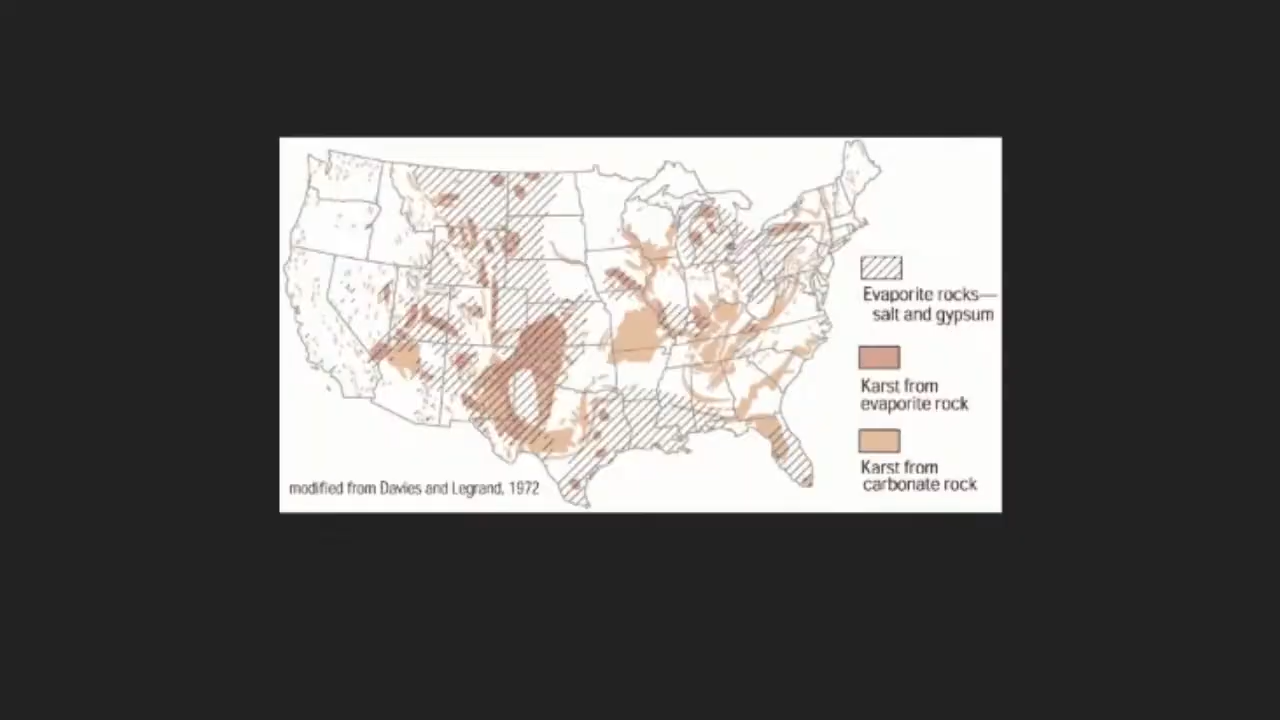 Evaporite rocks—
salt and gypsum
Karst from
evaporite rock
Karst from
carbonate rock
modified from Davies and Legrand, 1972